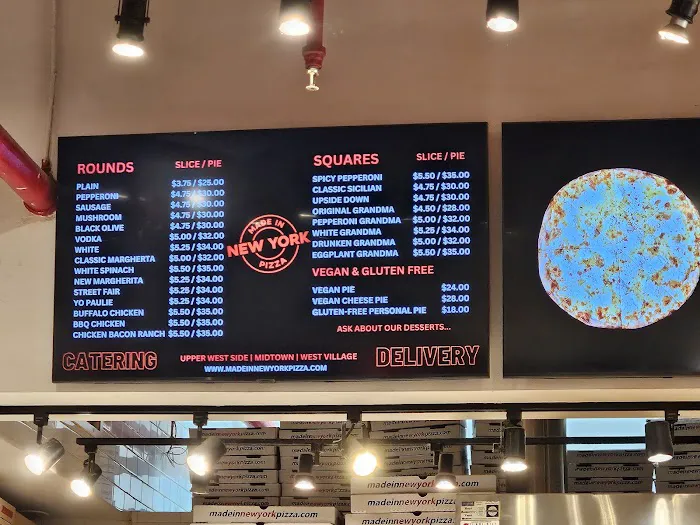 ROUNDS SLICE / PIE
PLAIN $3.75 / $25.00
PEPPERONI $4.75 / $30.00
SAUSAGE $4.75 / $30.00
MUSHROOM $4.75 / $30.00
BLACK OLIVE $4.75 / $30.00
VODKA $5.00 / $32.00
WHITE $5.25 / $34.00
CLASSIC MARGHERTA $5.00 / $32.00
WHITE SPINACH $5.50 / $35.00
NEW MARGHERITA $5.25 / $34.00
STREET FAIR $5.25 / $34.00
YO PAULIE $5.25 / $34.00
BUFFALO CHICKEN $5.50 / $35.00
BBQ CHICKEN $5.50 / $35.00
CHICKEN BACON RANCH $5.50 / $35.00
MADE IN
NEW YORK
PIZZA
SQUARES SLICE / PIE
SPICY PEPPERONI $5.50 / $35.00
CLASSIC SICILIAN $4.75 / $30.00
UPSIDE DOWN $4.75 / $30.00
ORIGINAL GRANDMA $4.50 / $28.00
PEPPERONI GRANDMA $5.00 / $32.00
WHITE GRANDMA $5.25 / $34.00
DRUNKEN GRANDMA $5.00 / $32.00
EGGPLANT GRANDMA $5.50 / $35.00
VEGAN & GLUTEN FREE
VEGAN PIE $24.00
VEGAN CHEESE PIE $28.00
GLUTEN-FREE PERSONAL PIE $18.00
ASK ABOUT OUR DESSERTS...
CATERING
UPPER WEST SIDE | MIDTOWN | WEST VILLAGE
WWW.MADEINNEWYORKPIZZA.COM
DELIVERY
madeinnewyorkpizza.com
madeinnewyorkpizza.com
madeinnewyorkpizza.com
madeinnewyorkpizza.com